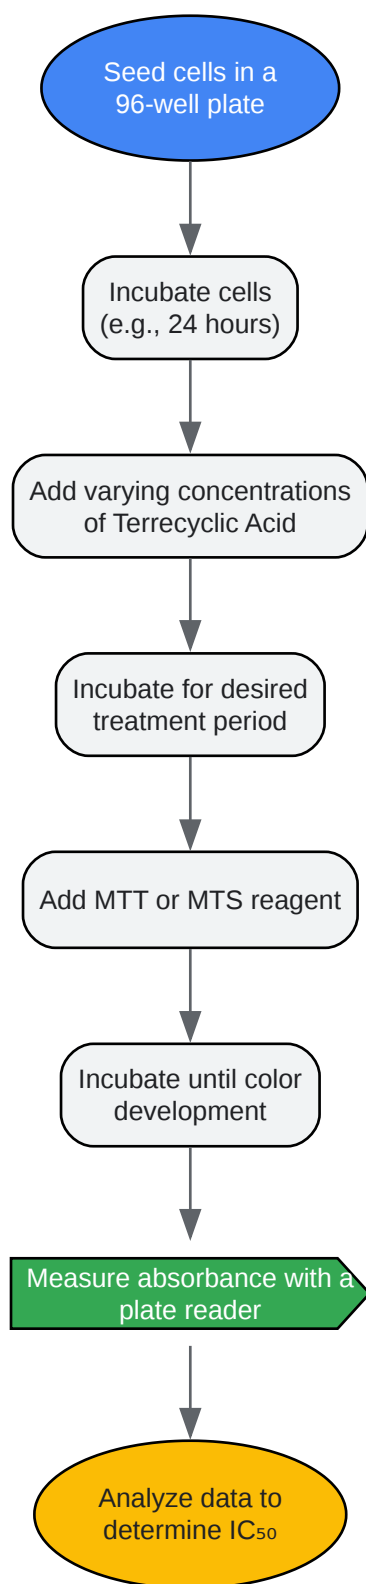 Seed cells in a
96-well plate
Incubate cells
(e.g., 24 hours)
Add varying concentrations
of Terrecyclic Acid
Incubate for desired
treatment period
Add MTT or MTS reagent
Incubate until color
development
Measure absorbance with a
plate reader
Analyze data to
determine IC₅₀